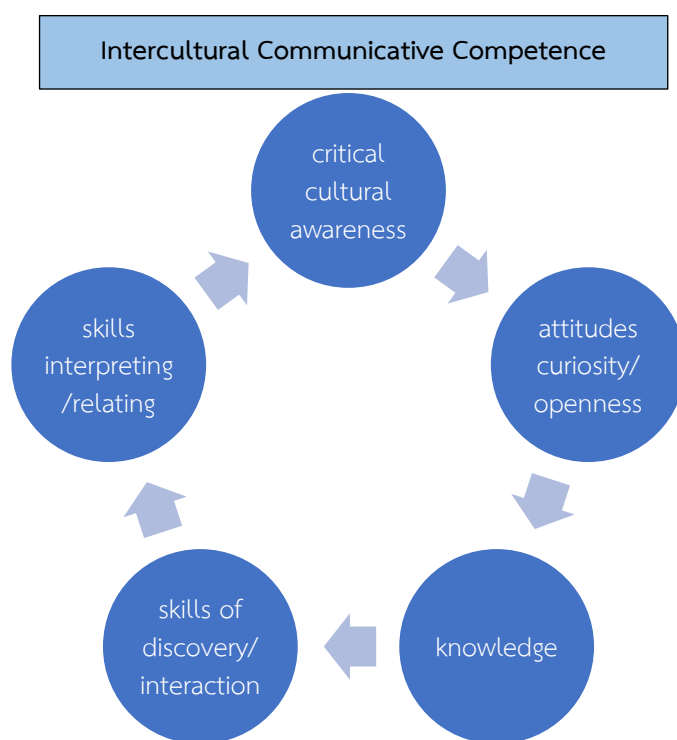 Intercultural Communicative Competence
critical
cultural
awareness
attitudes
curiosity/
openness
knowledge
skills of
discovery/
interaction
skills
interpreting
/relating